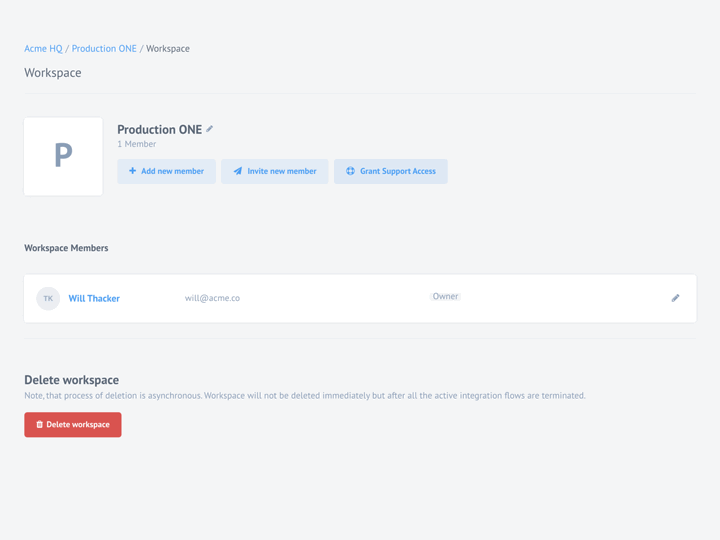 Acme HQ / Production ONE / Workspace
Workspace
P
Production ONE
1 Member
Add new member
Invite new member
Grant Support Access
Workspace Members
TK Will Thacker will@acme.co Owner
Delete workspace
Note, that process of deletion is asynchronous. Workspace will not be deleted immediately but after all the active integration flows are terminated.
Delete workspace